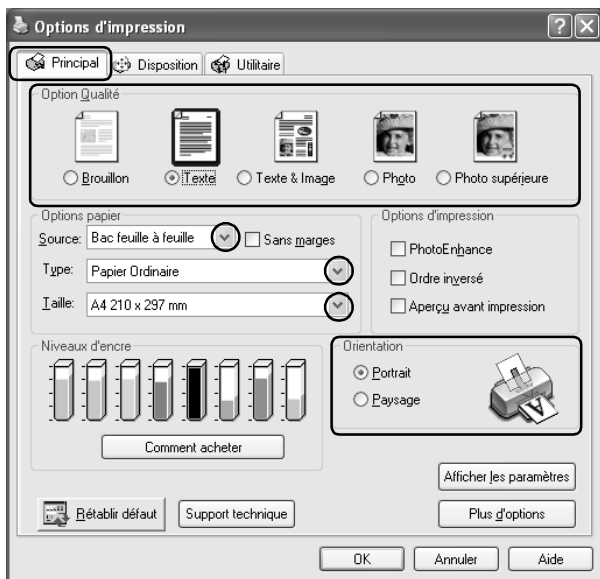 Options d'impression
Principal Disposition Utilitaire
Option Qualité
Brouillon Texte Texte & Image Photo Photo supérieure
Options papier
Source: Bac feuille à feuille Sans marges
Type: Papier Ordinaire
Taille: A4 210 x 297 mm
Options d'impression
PhotoEnhance
Ordre inversé
Aperçu avant impression
Niveaux d'encre
Comment acheter
Orientation
Portrait
Paysage
A
Afficher les paramètres
Rétablir défaut Support technique Plus d'options
OK Annuler Aide